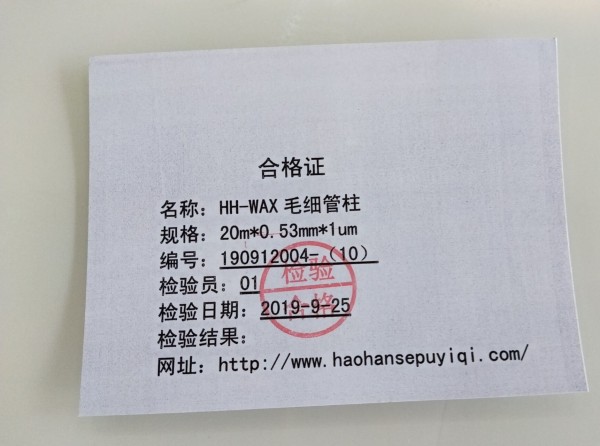 合格证
名称：HH-WAX 毛细管柱
规格：20m*0.53mm*1um
编号：190912004-（10）
检验员：01
检验日期：2019-9-25
检验结果：
网址：http://www.haohansepuyiqi.com/
检验
合格